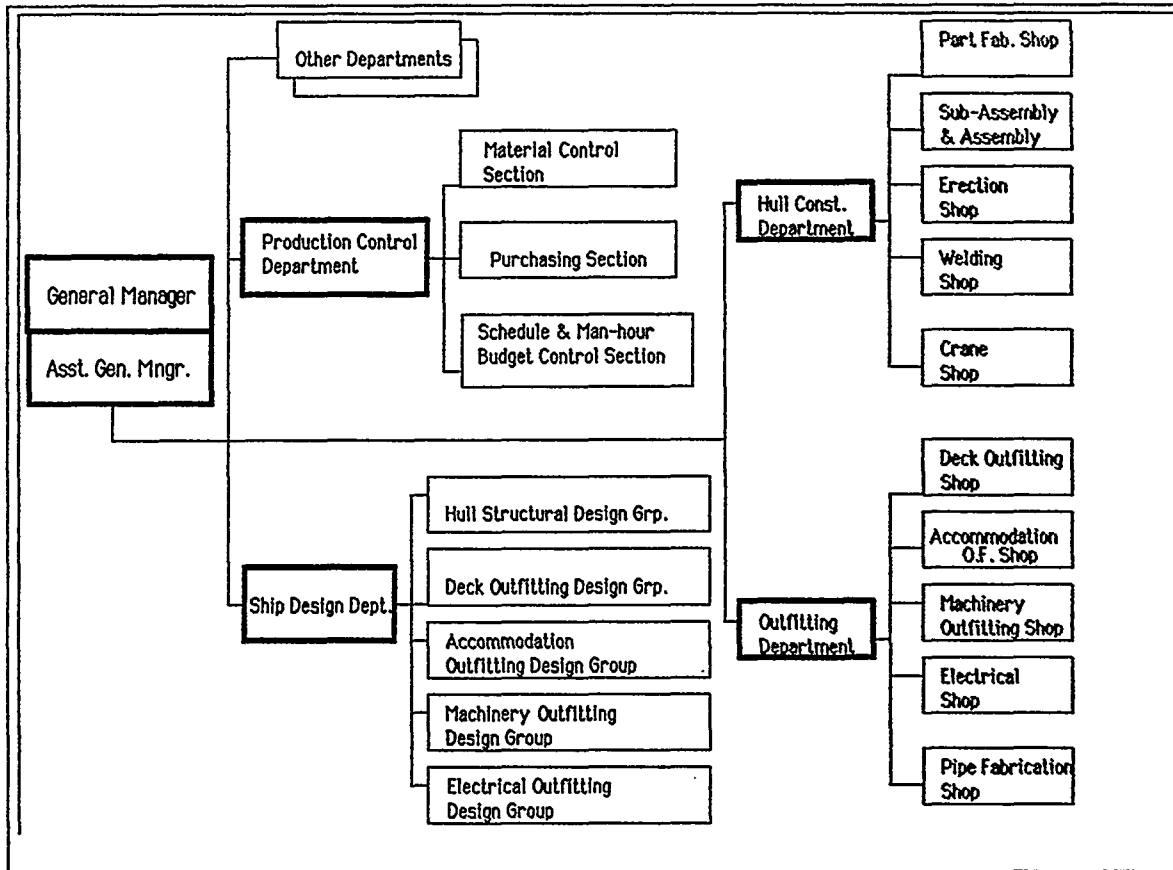 Other Departments
Material Control
Section
Production Control
Department
Purchasing Section
Schedule & Man-hour
Budget Control Section
General Manager
Asst. Gen. Mngr.
Hull Structural Design Grp.
Ship Design Dept.
Deck Outfitting Design Grp.
Accommodation
Outfitting Design Group
Machinery Outfitting
Design Group
Electrical Outfitting
Design Group
Hull Const.
Department
Part Fab. Shop
Sub-Assembly
& Assembly
Erection
Shop
Welding
Shop
Crane
Shop
Outfitting
Department
Deck Outfitting
Shop
Accommodation
O.F. Shop
Machinery
Outfitting Shop
Electrical
Shop
Pipe Fabrication
Shop